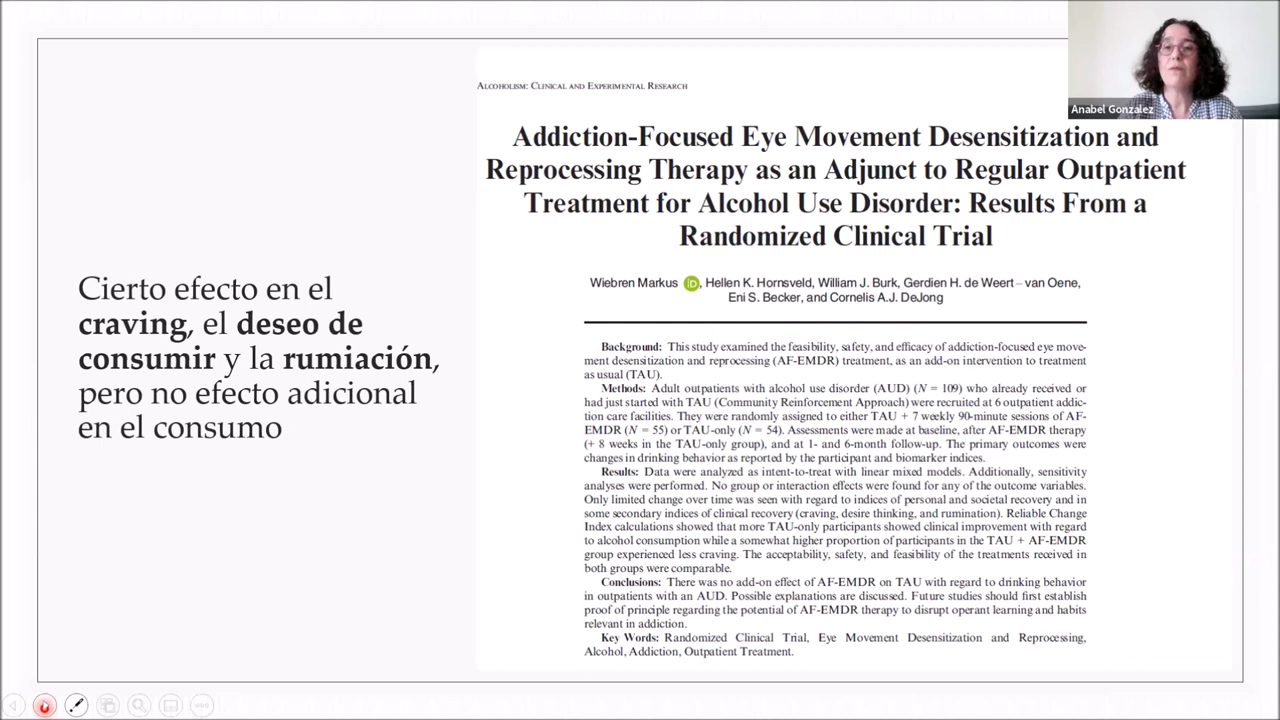 Anabel Gonzalez
ALCOHOLISM: CLINICAL AND EXPERIMENTAL RESEARCH
Addiction-Focused Eye Movement Desensitization and
Reprocessing Therapy as an Adjunct to Regular Outpatient
Treatment for Alcohol Use Disorder: Results From a
Randomized Clinical Trial
Wiebren Markus iD, Hellen K. Hornsveld, William J. Burk, Gerdien H. de Weert – van Oene,
Eni S. Becker, and Cornelis A.J. DeJong
Cierto efecto en el
craving, el deseo de
consumir y la rumiación,
pero no efecto adicional
en el consumo
Background: This study examined the feasibility, safety, and efficacy of addiction-focused eye move-
ment desensitization and reprocessing (AF-EMDR) treatment, as an add-on intervention to treatment
as usual (TAU).
Methods: Adult outpatients with alcohol use disorder (AUD) (N = 109) who already received or
had just started with TAU (Community Reinforcement Approach) were recruited at 6 outpatient addic-
tion care facilities. They were randomly assigned to either TAU + 7 weekly 90-minute sessions of AF-
EMDR (N = 55) or TAU-only (N = 54). Assessments were made at baseline, after AF-EMDR therapy
(+ 8 weeks in the TAU-only group), and at 1- and 6-month follow-up. The primary outcomes were
changes in drinking behavior as reported by the participant and biomarker indices.
Results: Data were analyzed as intent-to-treat with linear mixed models. Additionally, sensitivity
analyses were performed. No group or interaction effects were found for any of the outcome variables.
Only limited change over time was seen with regard to indices of personal and societal recovery and in
some secondary indices of clinical recovery (craving, desire thinking, and rumination). Reliable Change
Index calculations showed that more TAU-only participants showed clinical improvement with regard
to alcohol consumption while a somewhat higher proportion of participants in the TAU + AF-EMDR
group experienced less craving. The acceptability, safety, and feasibility of the treatments received in
both groups were comparable.
Conclusions: There was no add-on effect of AF-EMDR on TAU with regard to drinking behavior
in outpatients with an AUD. Possible explanations are discussed. Future studies should first establish
proof of principle regarding the potential of AF-EMDR therapy to disrupt operant learning and habits
relevant in addiction.
Key Words: Randomized Clinical Trial, Eye Movement Desensitization and Reprocessing,
Alcohol, Addiction, Outpatient Treatment.